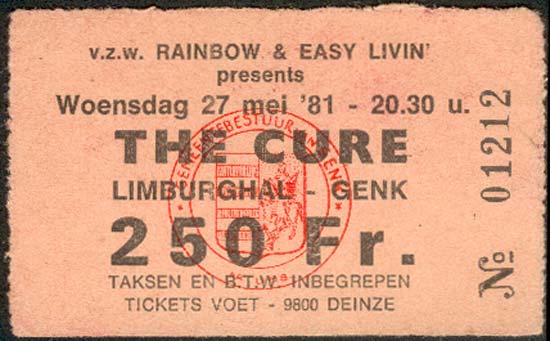 v.z.w. RAINBOW & EASY LIVIN'
presents
Woensdag 27 mei '81 - 20.30 u.
THE CURE
LIMBURGHAL - GENK
250 Fr.
TAKSEN EN B.T.W. INBEGREPEN
TICKETS VOET - 9800 DEINZE
№ 01212
GEMEENTEBESTUUR